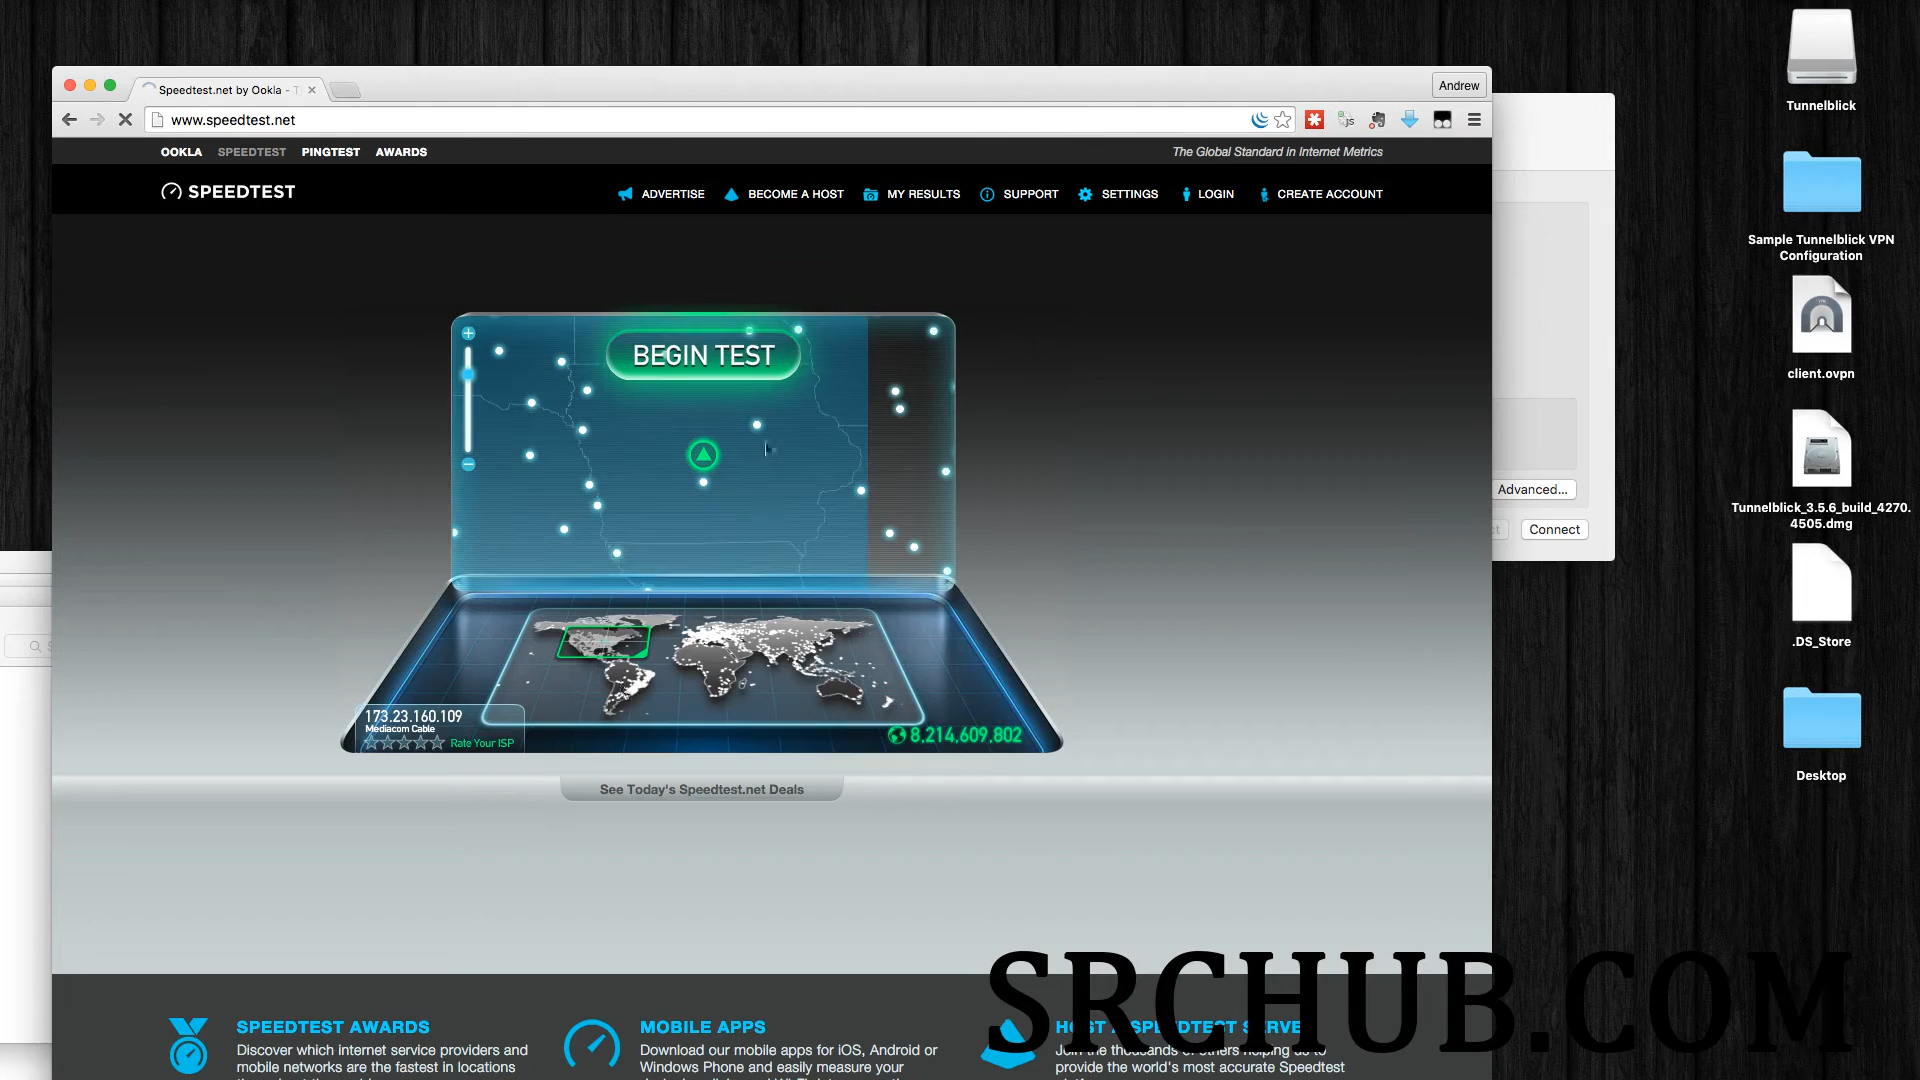 Speedtest.net by Ookla - T
Andrew
www.speedtest.net
OOKLA SPEEDTEST PINGTEST AWARDS
The Global Standard in Internet Metrics
SPEEDTEST
ADVERTISE BECOME A HOST MY RESULTS SUPPORT SETTINGS LOGIN CREATE ACCOUNT
BEGIN TEST
173.23.160.109
Mediacom Cable
Rate Your ISP
8,214,609,802
See Today's Speedtest.net Deals
SPEEDTEST AWARDS
Discover which internet service providers and
mobile networks are the fastest in locations
MOBILE APPS
Download our mobile apps for iOS, Android or
Windows Phone and easily measure your
HOST A SPEEDTEST SERVE
Join the thousands of others helping us to
provide the world's most accurate Speedtest
SRCHUB.COM
Advanced...
Connect
Tunnelblick
Sample Tunnelblick VPN
Configuration
client.ovpn
Tunnelblick_3.5.6_build_4270.
4505.dmg
.DS_Store
Desktop